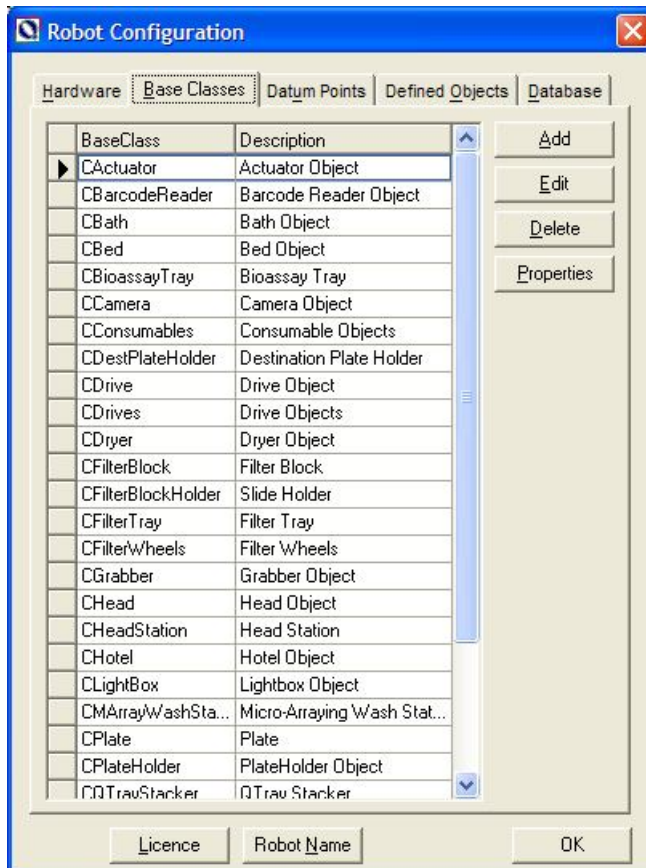 Robot Configuration
Hardware Base Classes Datum Points Defined Objects Database
BaseClass Description
CActuator Actuator Object
CBarcodeReader Barcode Reader Object
CBath Bath Object
CBed Bed Object
CBioassayTray Bioassay Tray
CCamera Camera Object
CConsumables Consumable Objects
CDestPlateHolder Destination Plate Holder
CDrive Drive Object
CDrives Drive Objects
CDryer Dryer Object
CFilterBlock Filter Block
CFilterBlockHolder Slide Holder
CFilterTray Filter Tray
CFilterWheels Filter Wheels
CGrabber Grabber Object
CHead Head Object
CHeadStation Head Station
CHotel Hotel Object
CLightBox Lightbox Object
CMArrayWashSta... Micro-Arraying Wash Stat...
CPlate Plate
CPlateHolder PlateHolder Object
CQTrayStacker QTray Stacker
Add
Edit
Delete
Properties
Licence Robot Name OK